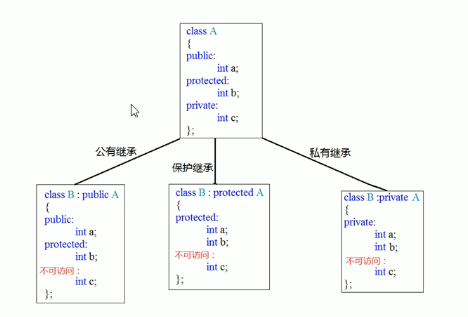 class A
{
public:
int a;
protected:
int b;
private:
int c;
};
公有继承
保护继承
私有继承
class B : public A
{
public:
int a;
protected:
int b;
不可访问：
int c;
};
class B : protected A
{
protected:
int a;
int b;
不可访问：
int c;
};
class B :private A
{
private:
int a;
int b;
不可访问：
int c;
};